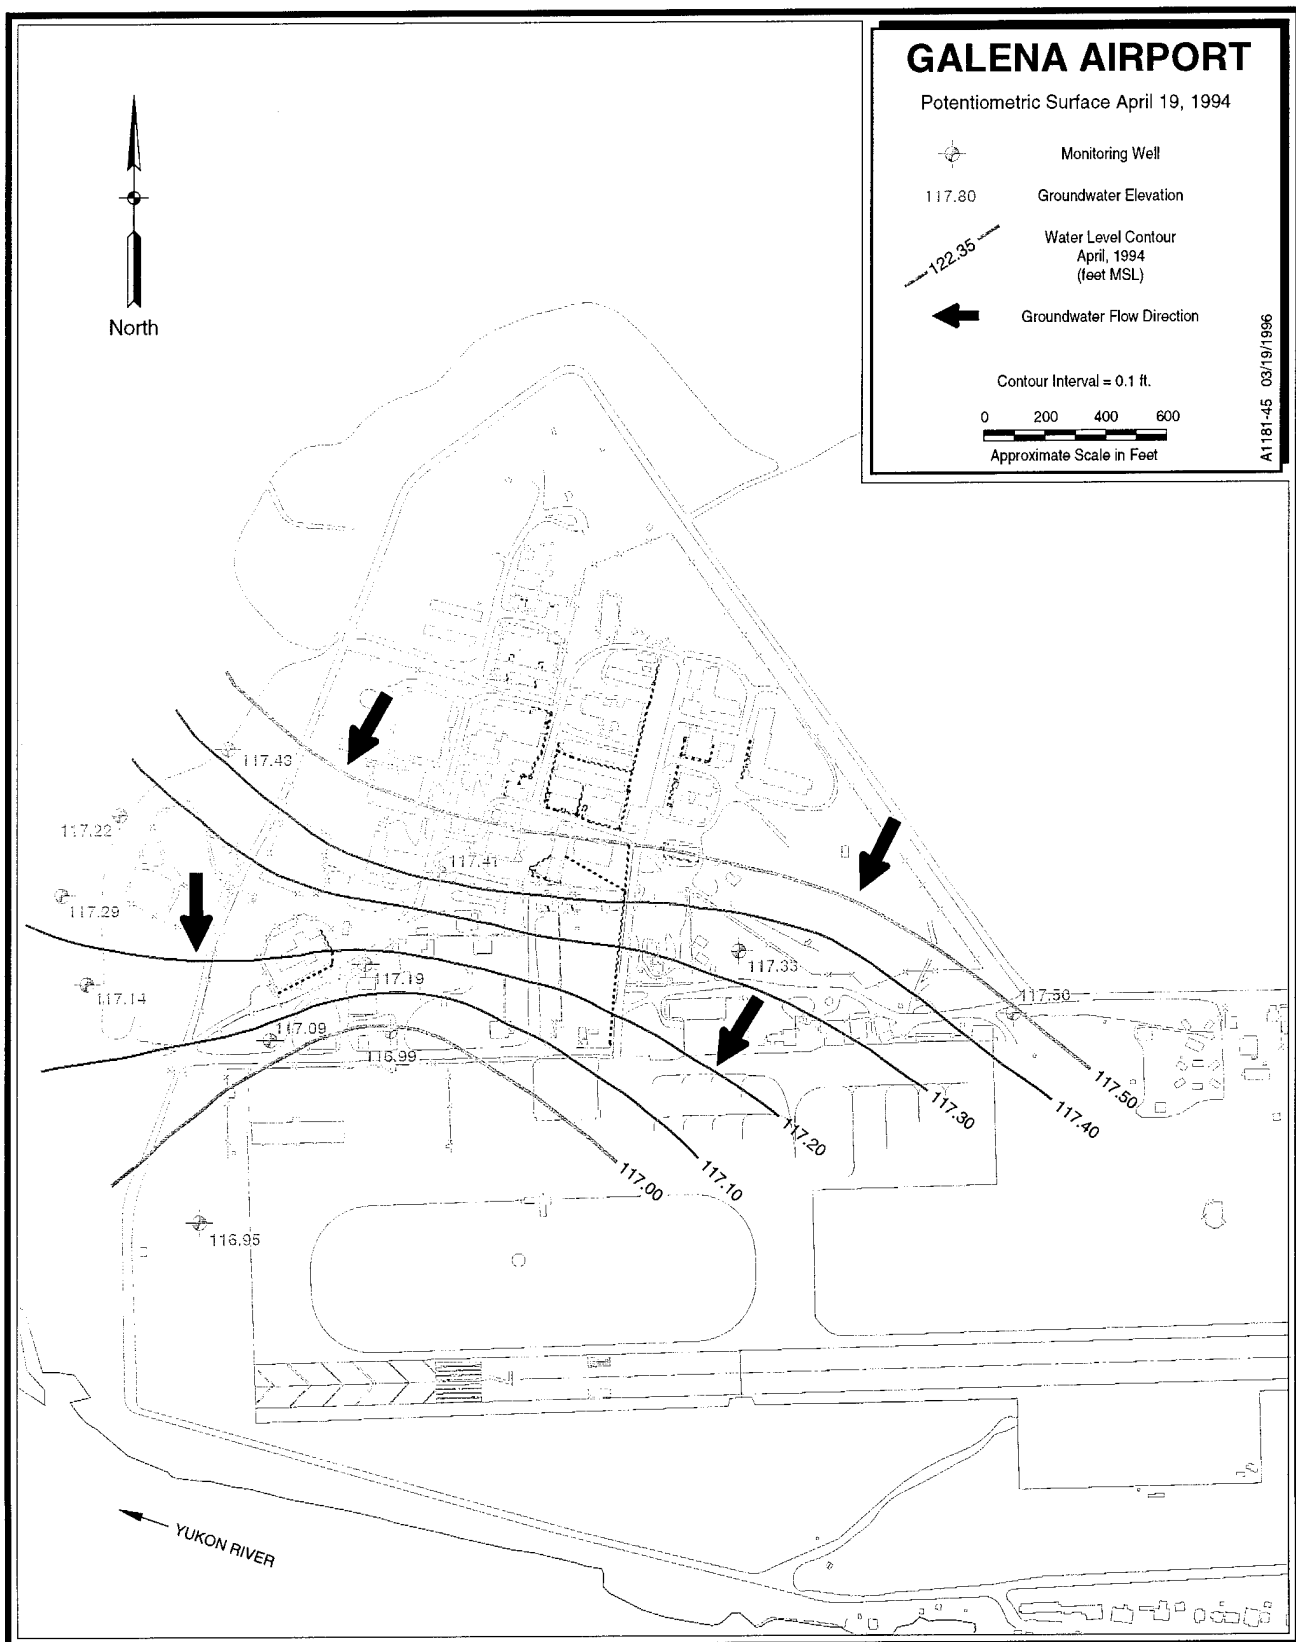 GALENA AIRPORT
Potentiometric Surface April 19, 1994
Monitoring Well
117.80
Groundwater Elevation
122.35
Water Level Contour
April, 1994
(feet MSL)
Groundwater Flow Direction
Contour Interval = 0.1 ft.
0 200 400 600
Approximate Scale in Feet
A1181-45 03/19/1996
North
117.43
117.22
117.41
117.29
117.33
117.19
117.14
117.50
117.09
116.99
117.50
117.40
117.30
117.20
117.10
117.00
116.95
YUKON RIVER